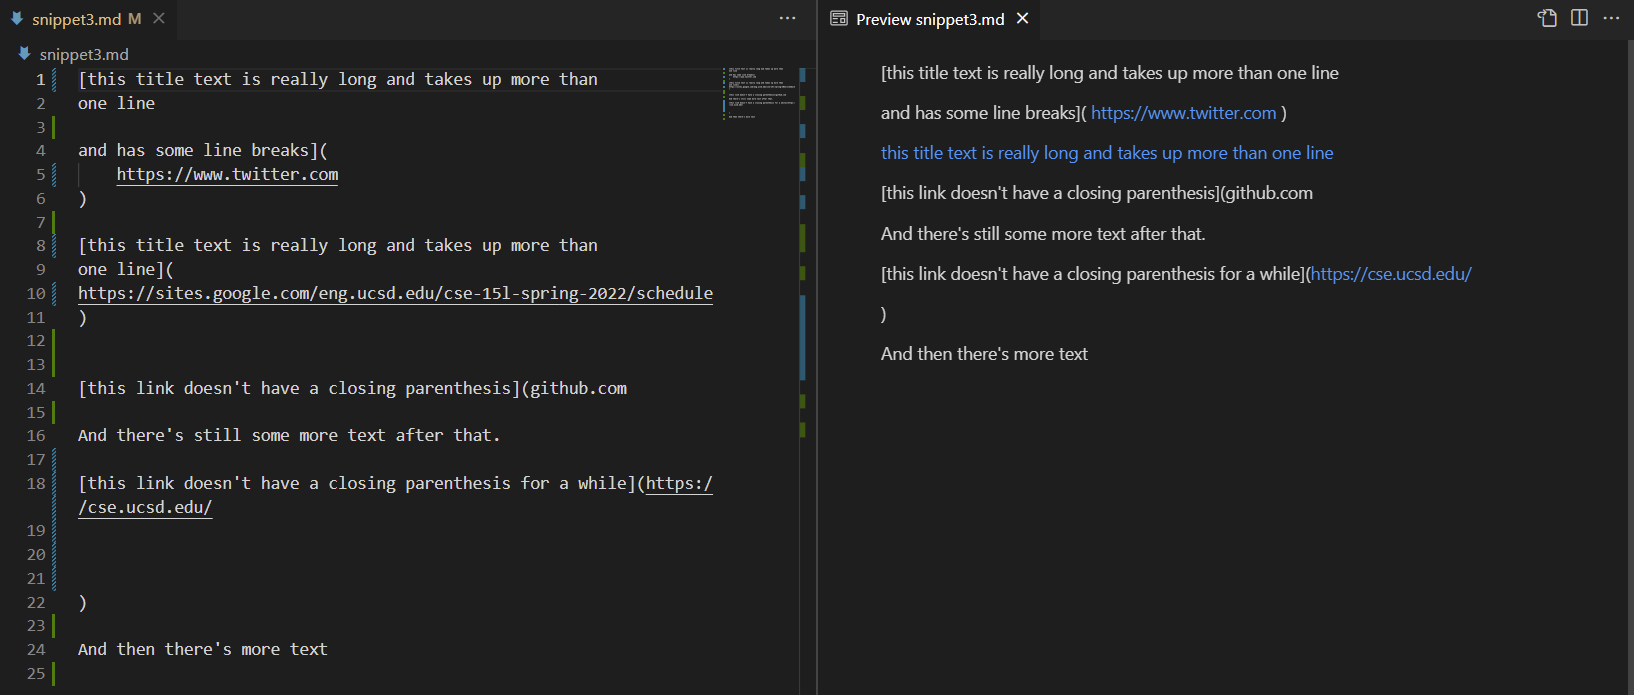 snippet3.md M
Preview snippet3.md
snippet3.md
1 [this title text is really long and takes up more than
2 one line
3
4 and has some line breaks](
5 https://www.twitter.com
6 )
7
8 [this title text is really long and takes up more than
9 one line](
10 https://sites.google.com/eng.ucsd.edu/cse-15l-spring-2022/schedule
11 )
12
13
14 [this link doesn't have a closing parenthesis](github.com
15
16 And there's still some more text after that.
17
18 [this link doesn't have a closing parenthesis for a while](https:/
/cse.ucsd.edu/
19
20
21
22 )
23
24 And then there's more text
25
[this title text is really long and takes up more than one line
and has some line breaks]( https://www.twitter.com )
this title text is really long and takes up more than one line
[this link doesn't have a closing parenthesis](github.com
And there's still some more text after that.
[this link doesn't have a closing parenthesis for a while](https://cse.ucsd.edu/
)
And then there's more text